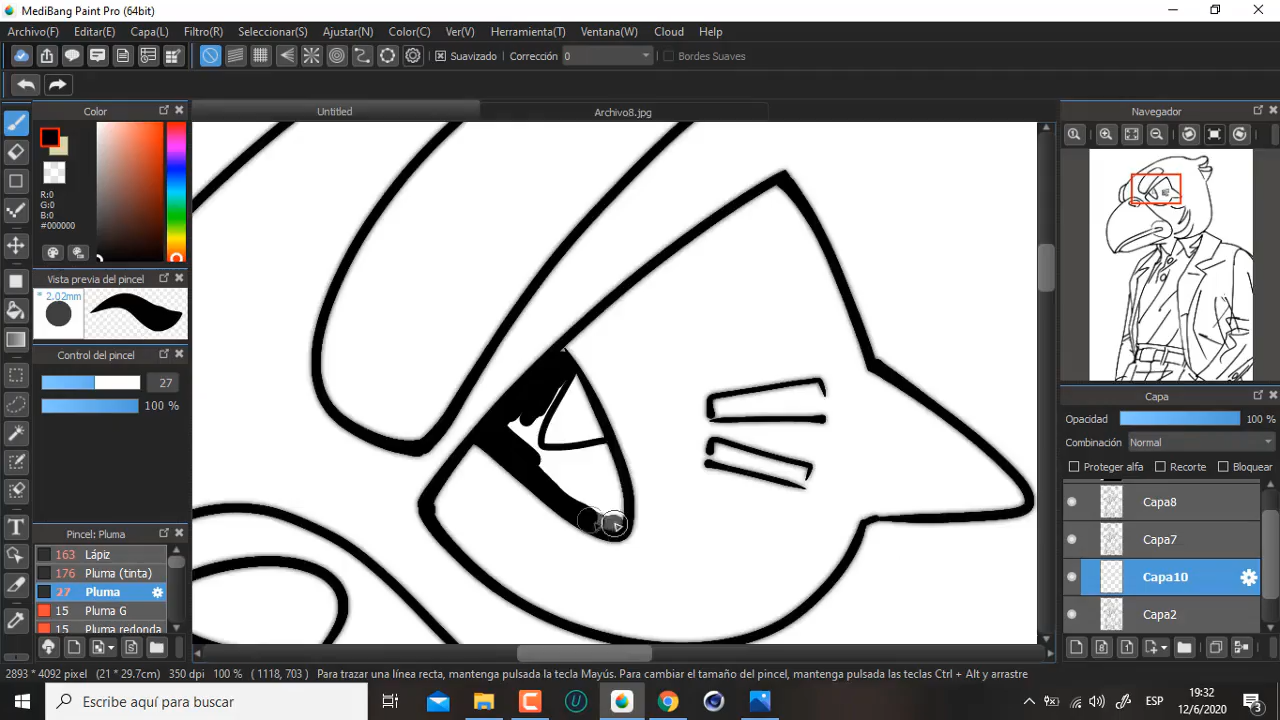 MediBang Paint Pro (64bit)
Archivo(F) Editar(E) Capa(L) Filtro(R) Seleccionar(S) Ajustar(N) Color(C) Ver(V) Herramienta(T) Ventana(W) Cloud Help
Suavizado Corrección 0 Bordes Suaves
Color
Untitled
Archivo8.jpg
Navegador
R:0
G:0
B:0
#000000
Vista previa del pincel
2.02mm
Control del pincel
27
100 %
Capa
Opacidad 100 %
Combinación Normal
Proteger alfa Recorte Bloquear
Capa8
Capa7
Capa10
Capa2
Pincel: Pluma
163 Lápiz
176 Pluma (tinta)
27 Pluma
15 Pluma G
15 Pluma redonda
2893 * 4092 pixel (21 * 29.7cm) 350 dpi 100 % (1118, 703) Para trazar una línea recta, mantenga pulsada la tecla Mayús. Para cambiar el tamaño del pincel, mantenga pulsadas las teclas Ctrl + Alt y arrastre
Escribe aquí para buscar
ESP
19:32
12/6/2020
3